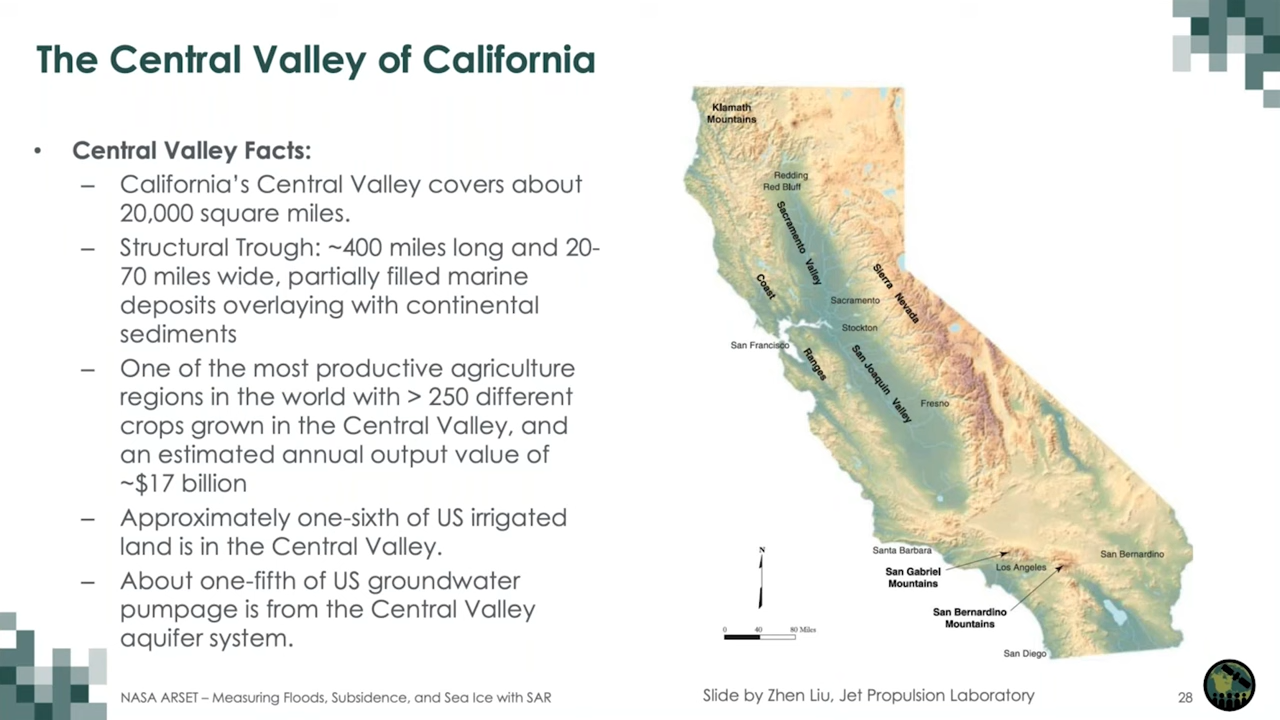 The Central Valley of California
• Central Valley Facts:
– California’s Central Valley covers about
20,000 square miles.
– Structural Trough: ~400 miles long and 20-
70 miles wide, partially filled marine
deposits overlaying with continental
sediments
– One of the most productive agriculture
regions in the world with > 250 different
crops grown in the Central Valley, and
an estimated annual output value of
~$17 billion
– Approximately one-sixth of US irrigated
land is in the Central Valley.
– About one-fifth of US groundwater
pumpage is from the Central Valley
aquifer system.
Klamath
Mountains
Redding
Red Bluff
Sacramento Valley
Sierra Nevada
Coast Ranges
Sacramento
Stockton
San Francisco
San Joaquin Valley
Fresno
Santa Barbara
San Gabriel
Mountains
Los Angeles
San Bernardino
San Bernardino
Mountains
San Diego
N
0 40 80 Miles
NASA ARSET – Measuring Floods, Subsidence, and Sea Ice with SAR
Slide by Zhen Liu, Jet Propulsion Laboratory
28